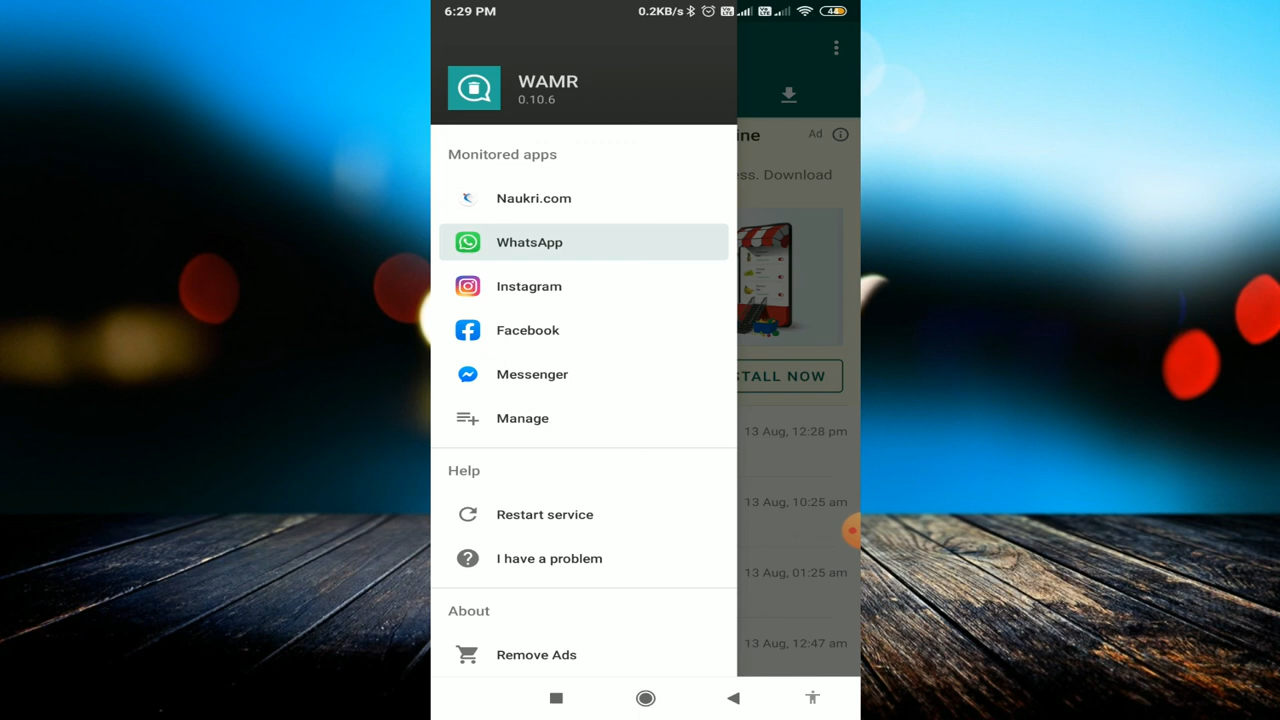 6:29 PM
0.2KB/s
44
WAMR
0.10.6
Monitored apps
Naukri.com
WhatsApp
Instagram
Facebook
Messenger
Manage
Help
Restart service
I have a problem
About
Remove Ads
ine
Ad
ess. Download
STALL NOW
13 Aug, 12:28 pm
13 Aug, 10:25 am
13 Aug, 01:25 am
13 Aug, 12:47 am